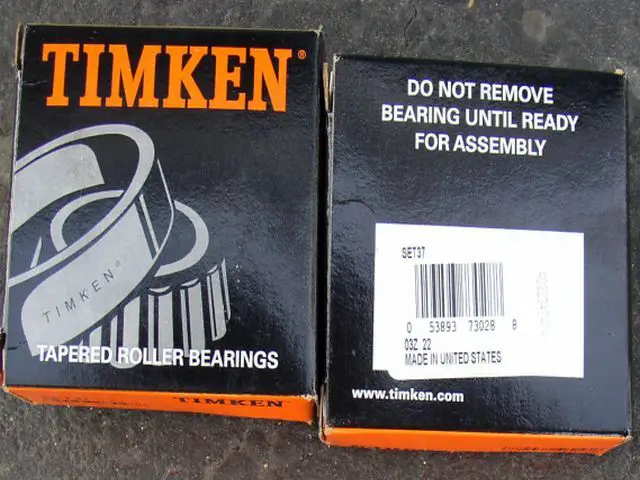 TIMKEN®
TIMKEN®
TAPERED ROLLER BEARINGS
TIMKEN
DO NOT REMOVE
BEARING UNTIL READY
FOR ASSEMBLY
SET37
0 53893 73028 8
03Z 22
MADE IN UNITED STATES
www.timken.com